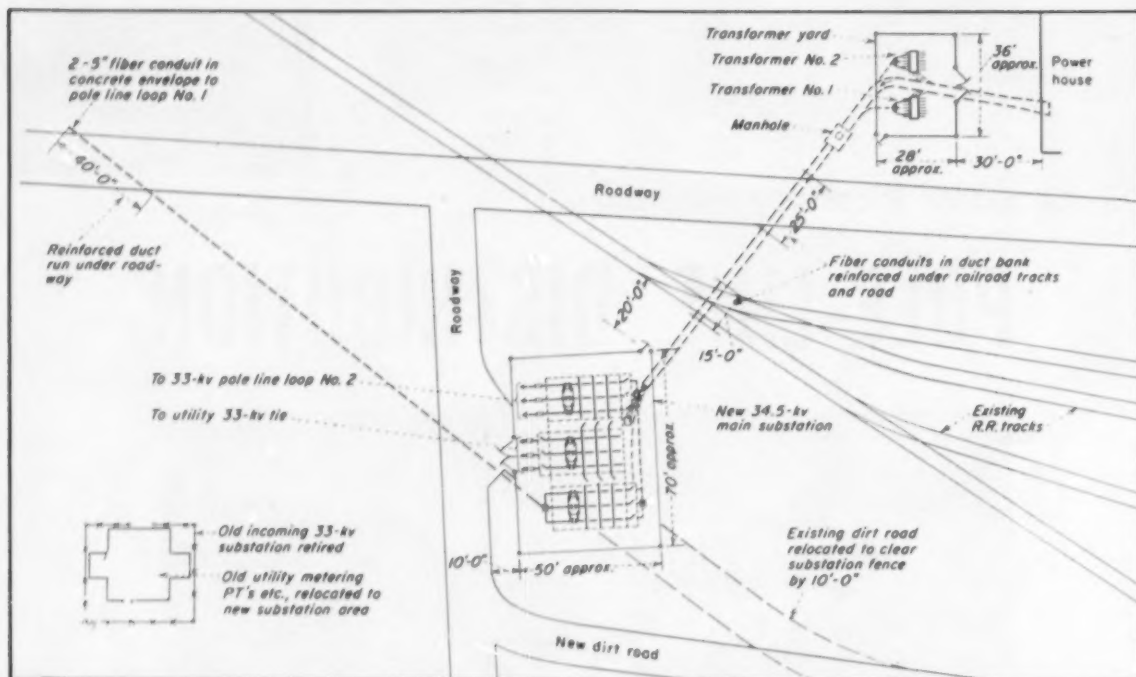 2-5" fiber conduit in
concrete envelope to
pole line loop No. 1
40'-0"
Reinforced duct
run under road-
way
Transformer yard
Transformer No. 2
Transformer No. 1
Manhole
36'
approx.
Power
house
28'
approx.
30'-0"
Roadway
25'-0"
Roadway
Fiber conduits in duct bank
reinforced under railroad tracks
and road
20'-0"
15'-0"
To 33-kv pole line loop No. 2
To utility 33-kv tie
New 34.5-kv
main substation
Existing
R.R. tracks
70' approx.
Old incoming 33-kv
substation retired
Old utility metering
PT's etc., relocated to
new substation area
10'-0"
50' approx.
Existing dirt road
relocated to clear
substation fence
by 10'-0"
New dirt road